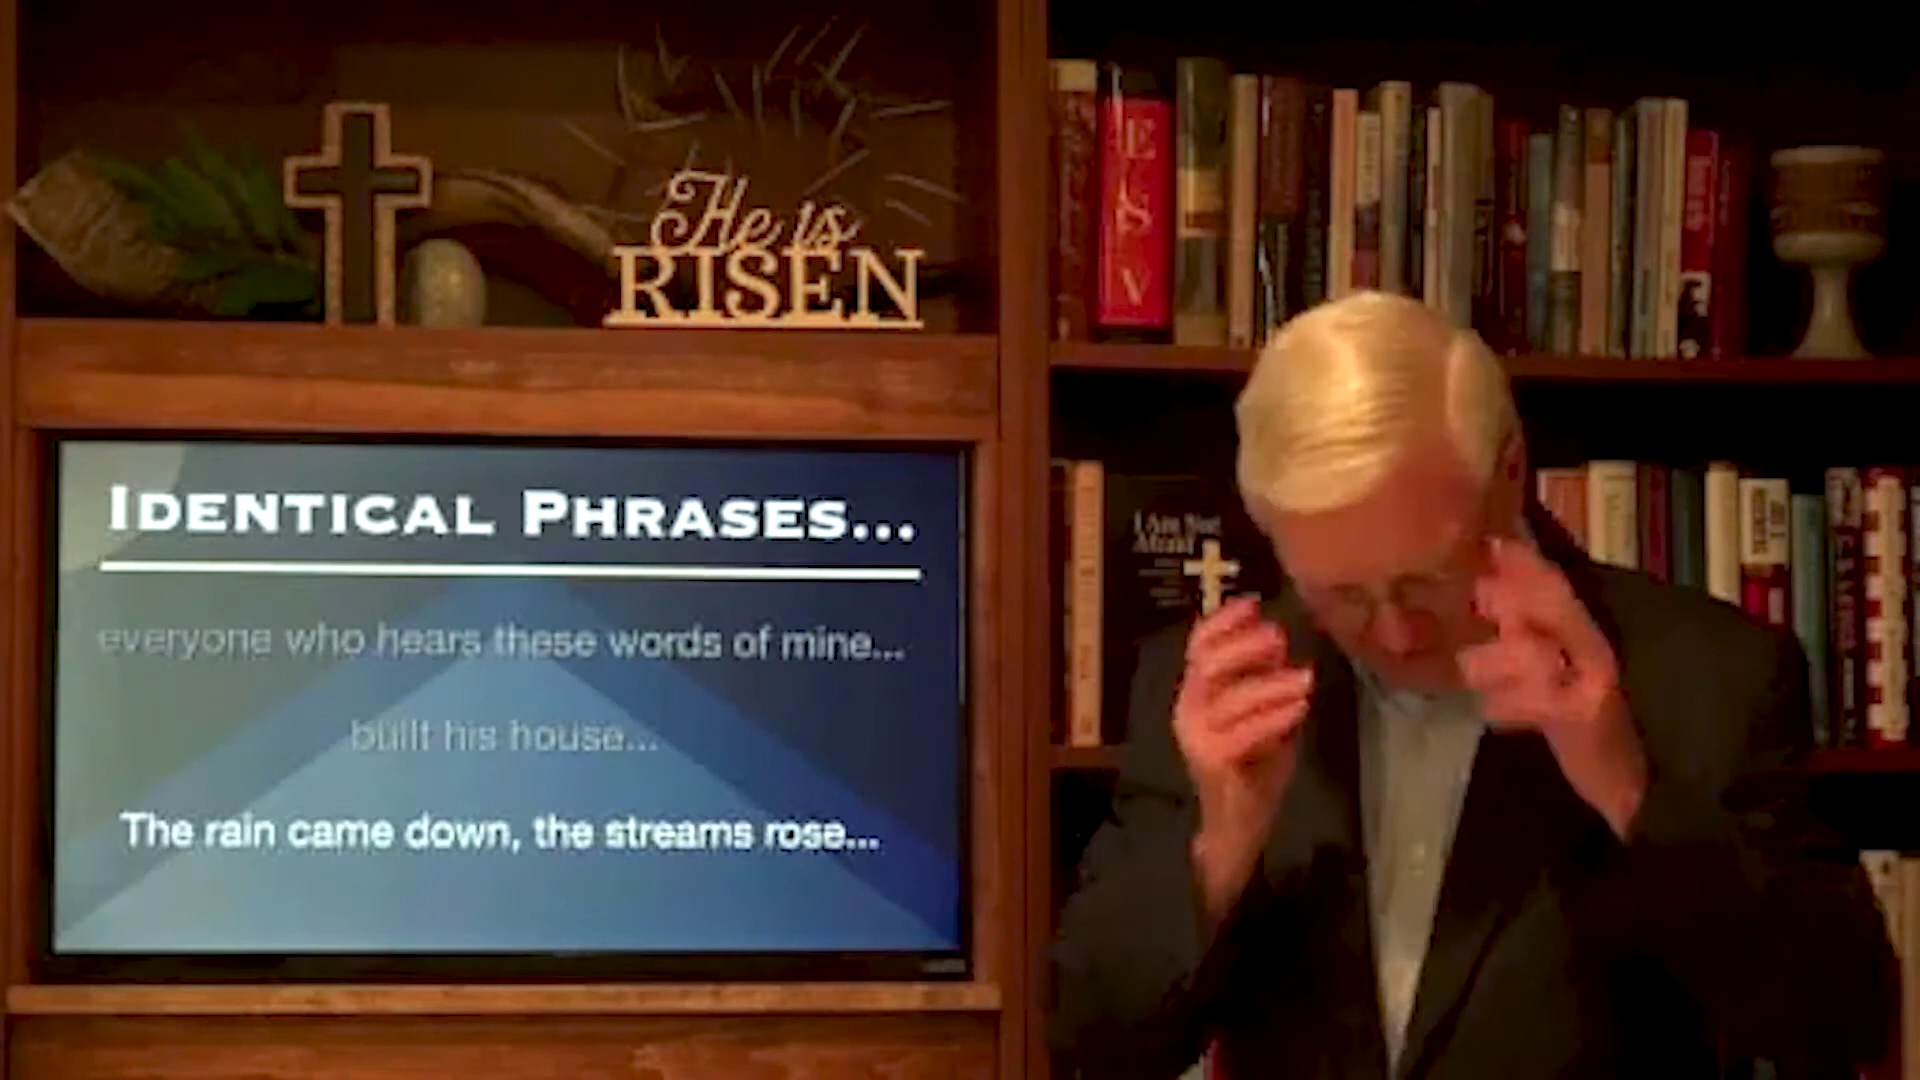 He is
RISEN
ESV
IDENTICAL PHRASES...
everyone who hears these words of mine...
built his house...
The rain came down, the streams rose...
I Am Not
Afraid